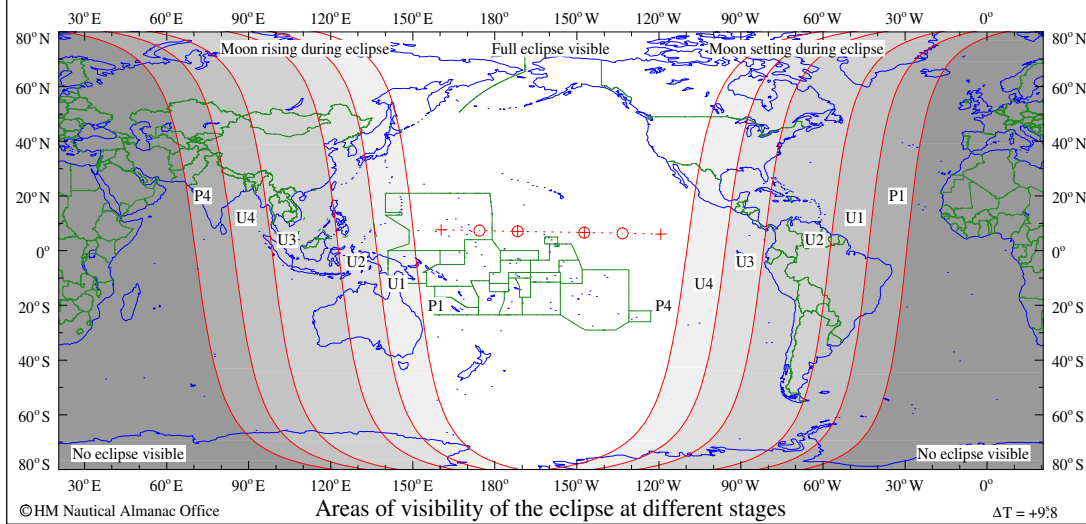 30°E 60°E 90°E 120°E 150°E 180° -150°W -120°W -90°W 60°W 30°W 0°
80°N Moon rising during eclipse Full eclipse visible Moon setting during eclipse 80°N
60°N 60°N
40°N 40°N
20°N P4 P1 20°N
U4 U1
U3 U2
0° 0°
U2 U3
U1 U4
20°S P1 P4 20°S
40°S 40°S
60°S 60°S
No eclipse visible No eclipse visible
80°S 80°S
30°E 60°E 90°E 120°E 150°E 180° -150°W -120°W -90°W 60°W 30°W 0°
©HM Nautical Almanac Office Areas of visibility of the eclipse at different stages ΔT = +9ˢ.8